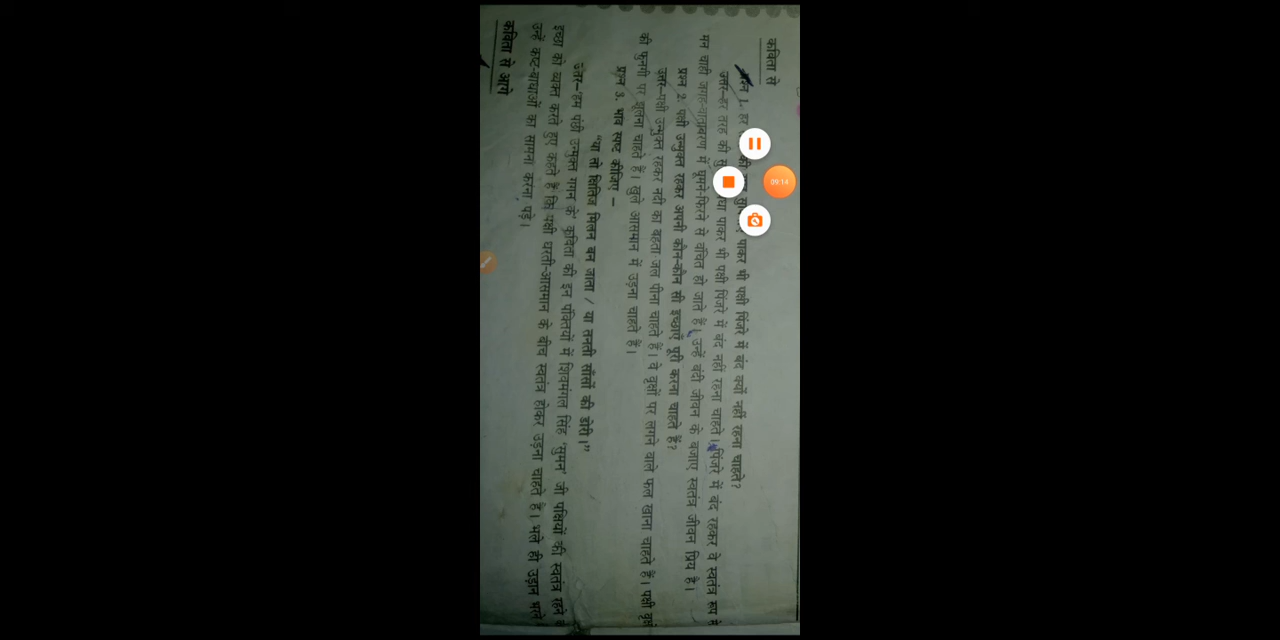 कविता से
प्रश्न 1. हर की सुविधाएँ पाकर भी पक्षी पिंजरे में बंद क्यों नहीं रहना चाहते?
उत्तर–हर तरह की पाकर भी पक्षी पिंजरे में बंद नहीं रहना चाहते। पिंजरे में बंद रहकर वे स्वतंत्र रूप से
मन चाही जगह-वातावरण में घूमने-फिरने से वंचित हो जाते हैं। उन्हें बंदी जीवन के बजाए स्वतंत्र जीवन प्रिय है।
प्रश्न 2. पक्षी उन्मुक्त रहकर अपनी कौन-कौन सी इच्छाएँ पूरी करना चाहते हैं?
उत्तर–पक्षी उन्मुक्त रहकर नदी का बहता जल पीना चाहते हैं। वे वृक्षों पर लगने वाले फल खाना चाहते हैं। पक्षी वृक्ष
की फुनगी पर झूलना चाहते हैं। खुले आसमान में उड़ना चाहते हैं।
प्रश्न 3. भाव स्पष्ट कीजिए –
"या तो क्षितिज मिलन बन जाता / या तनती साँसों की डोरी।"
उत्तर–'हम पंछी उन्मुक्त गगन के' कविता की इन पंक्तियों में शिवमंगल सिंह 'सुमन' जी पक्षियों की स्वतंत्र रहने
इच्छा को व्यक्त करते हुए कहते हैं कि पक्षी धरती-आसमान के बीच स्वतंत्र होकर उड़ना चाहते हैं। भले ही उड़ान भरने
उन्हें कष्ट-बाधाओं का सामना करना पड़े।
कविता से आगे
09:14